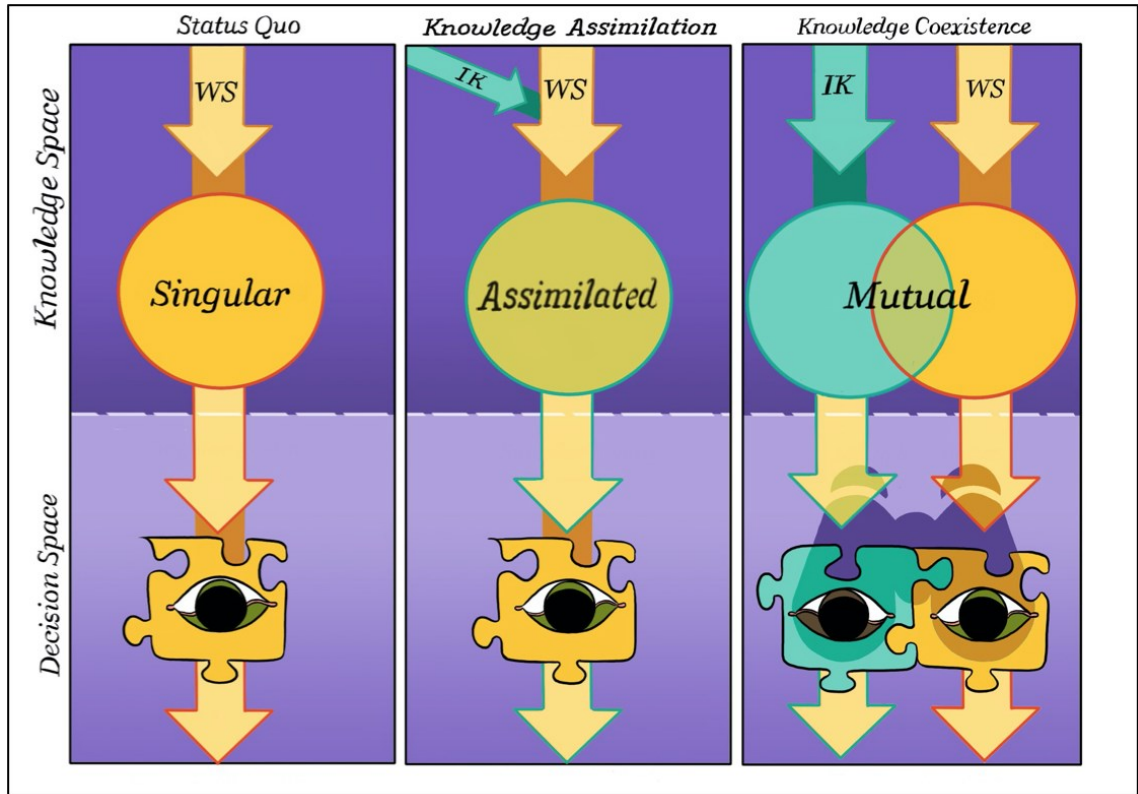 Status Quo
Knowledge Assimilation
Knowledge Coexistence
Knowledge Space
WS
IK
WS
IK
WS
Singular
Assimilated
Mutual
Decision Space